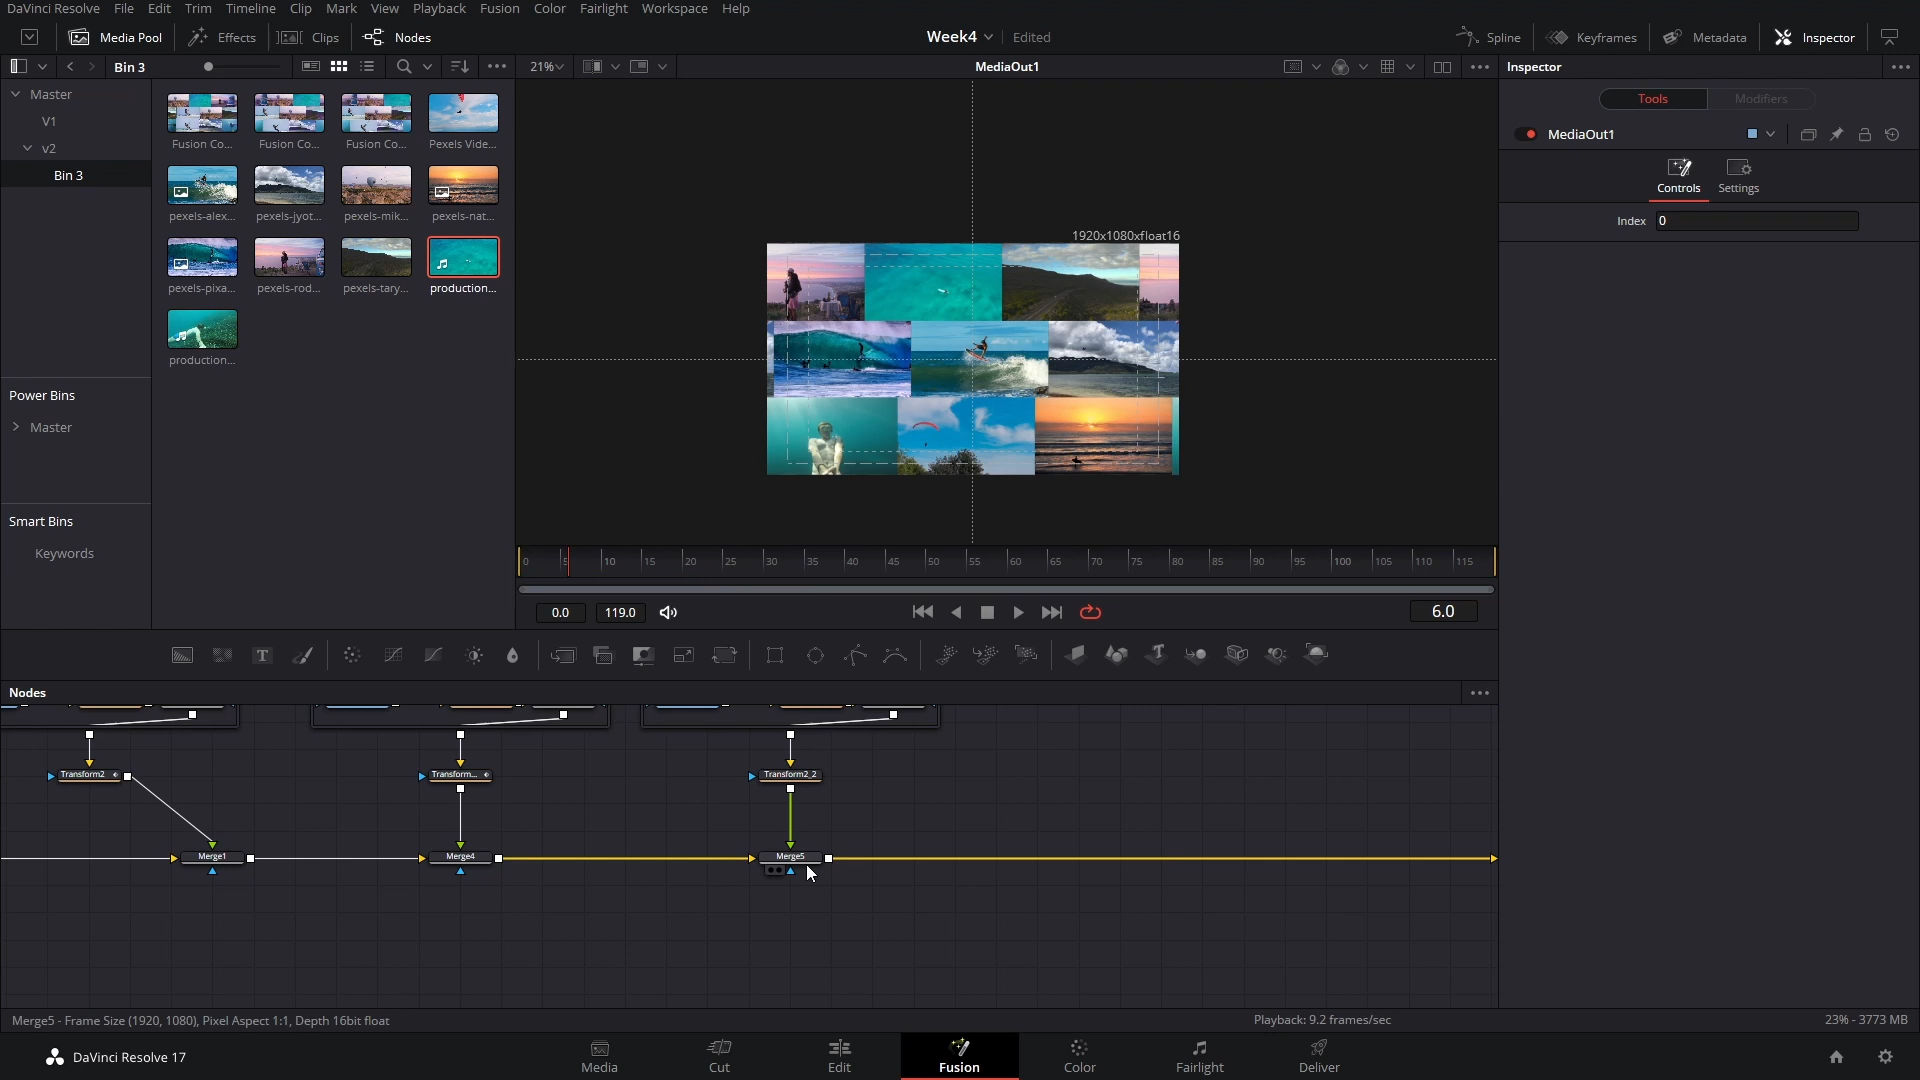 DaVinci Resolve File Edit Trim Timeline Clip Mark View Playback Fusion Color Fairlight Workspace Help
Media Pool Effects Clips Nodes Week4 Edited Spline Keyframes Metadata Inspector
Bin 3 21% MediaOut1 Inspector
Master
V1
v2
Bin 3
Fusion Co... Fusion Co... Fusion Co... Pexels Vide...
pexels-alex... pexels-jyot... pexels-mik... pexels-nat...
pexels-pixa... pexels-rod... pexels-tary... production...
production...
Power Bins
Master
Smart Bins
Keywords
1920x1080xfloat16
0 5 10 15 20 25 30 35 40 45 50 55 60 65 70 75 80 85 90 95 100 105 110 115
0.0 119.0 6.0
Tools Modifiers
MediaOut1
Controls Settings
Index 0
Nodes
Transform2 Transform... Transform2_2
Merge1 Merge4 Merge5
Merge5 - Frame Size (1920, 1080), Pixel Aspect 1:1, Depth 16bit float Playback: 9.2 frames/sec 23% - 3773 MB
DaVinci Resolve 17 Media Cut Edit Fusion Color Fairlight Deliver